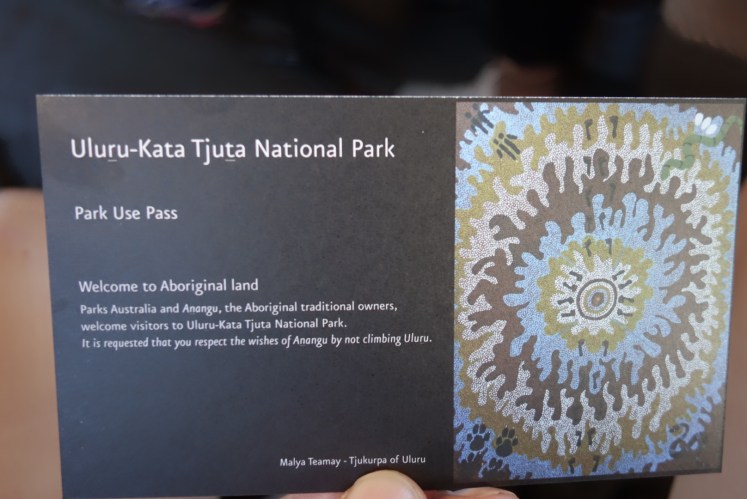 Uluṟu-Kata Tjuṯa National Park
Park Use Pass
Welcome to Aboriginal land
Parks Australia and Anangu, the Aboriginal traditional owners,
welcome visitors to Uluru-Kata Tjuta National Park.
It is requested that you respect the wishes of Anangu by not climbing Uluru.
Malya Teamay - Tjukurpa of Uluru